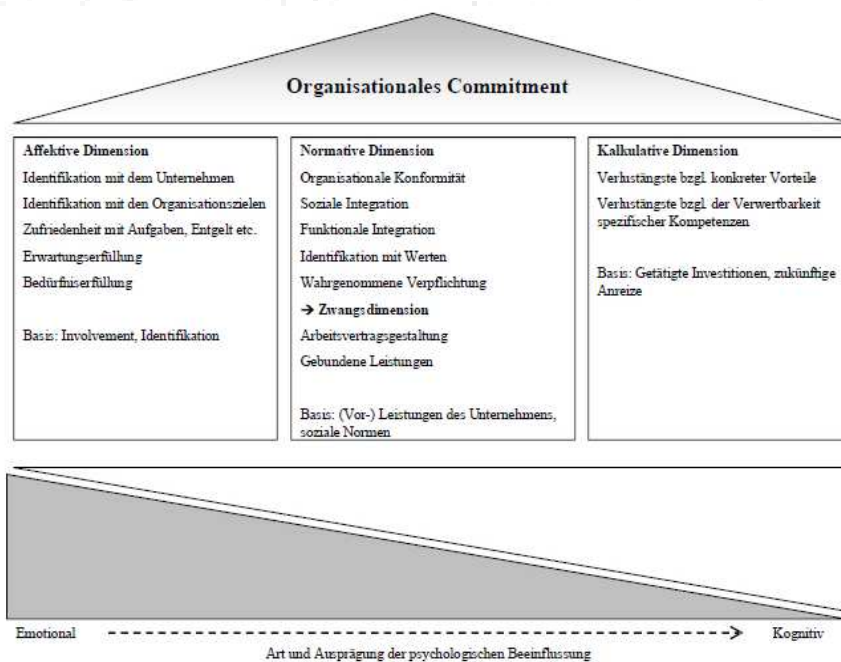 Organisationales Commitment
Affektive Dimension
Identifikation mit dem Unternehmen
Identifikation mit den Organisationszielen
Zufriedenheit mit Aufgaben, Entgelt etc.
Erwartungserfüllung
Bedürfniserfüllung
Basis: Involvement, Identifikation
Normative Dimension
Organisationale Konformität
Soziale Integration
Funktionale Integration
Identifikation mit Werten
Wahrgenommene Verpflichtung
→ Zwangsdimension
Arbeitsvertragsgestaltung
Gebundene Leistungen
Basis: (Vor-) Leistungen des Unternehmens,
soziale Normen
Kalkulative Dimension
Verlustängste bzgl. konkreter Vorteile
Verlustängste bzgl. der Verwertbarkeit
spezifischer Kompetenzen
Basis: Getätigte Investitionen, zukünftige
Anreize
Emotional
Kognitiv
Art und Ausprägung der psychologischen Beeinflussung